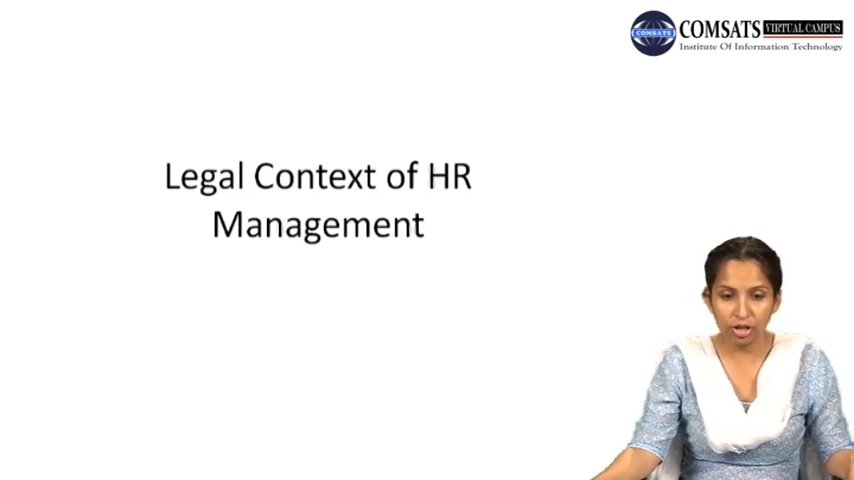 COMSATS VIRTUAL CAMPUS
COMSATS
Institute Of Information Technology
Legal Context of HR
Management